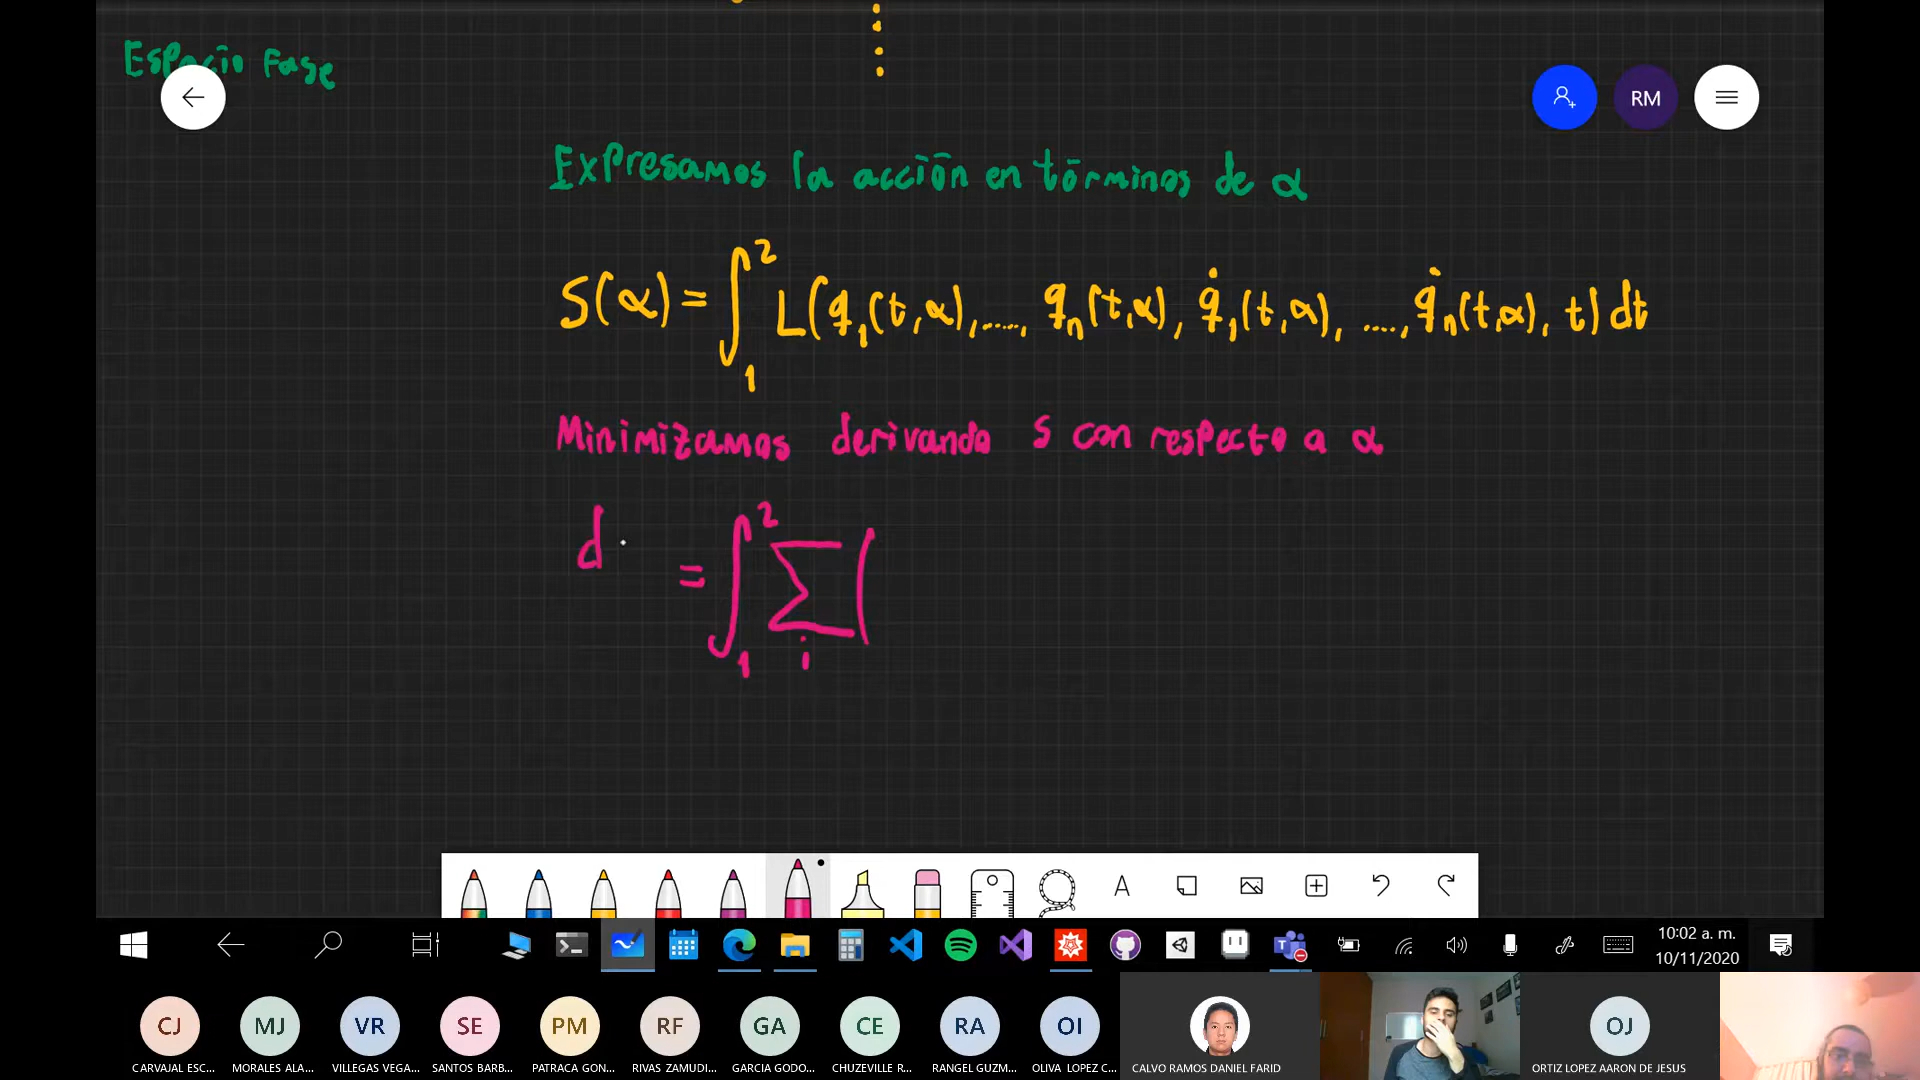 Espacīo Fase
RM
Expresamos la accīōn en tērminos de α
S(α) = ∫₁² L(q₁(t,α),....., qₙ(t,α), q̇₁(t,α), ....,q̇ₙ(t,α), t) dt
Minimizamos derivando S con respecto a α
d = ∫₁² Σᵢ (
A
10:02 a. m.
10/11/2020
CJ MJ VR SE PM RF GA CE RA OI OJ
CARVAJAL ESC... MORALES ALA... VILLEGAS VEGA... SANTOS BARB... PATRACA GON... RIVAS ZAMUDI... GARCIA GODO... CHUZEVILLE R... RANGEL GUZM... OLIVA LOPEZ C... CALVO RAMOS DANIEL FARID ORTIZ LOPEZ AARON DE JESUS